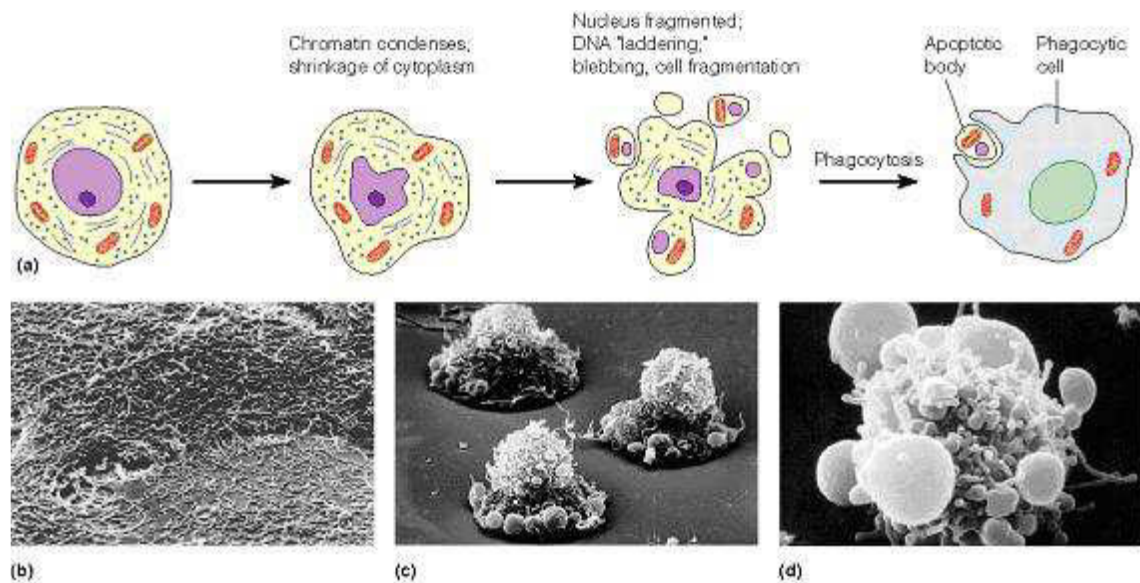 Chromatin condenses;
shrinkage of cytoplasm
Nucleus fragmented;
DNA "laddering;"
blebbing, cell fragmentation
Apoptotic
body
Phagocytic
cell
Phagocytosis
(a)
(b)
(c)
(d)